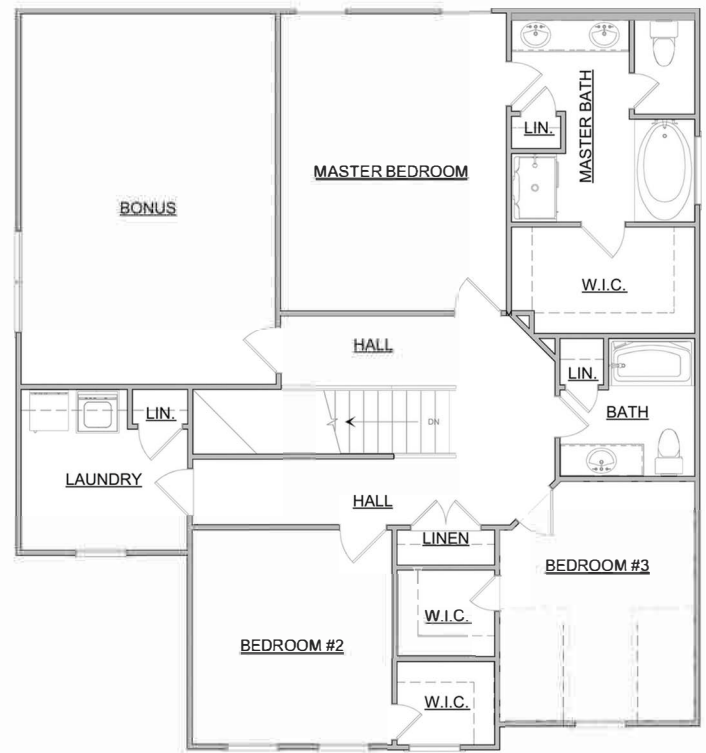 LIN.
MASTER BATH
MASTER BEDROOM
BONUS
W.I.C.
HALL
LIN.
LIN.
BATH
DN
LAUNDRY
HALL
LINEN
BEDROOM #3
W.I.C.
BEDROOM #2
W.I.C.